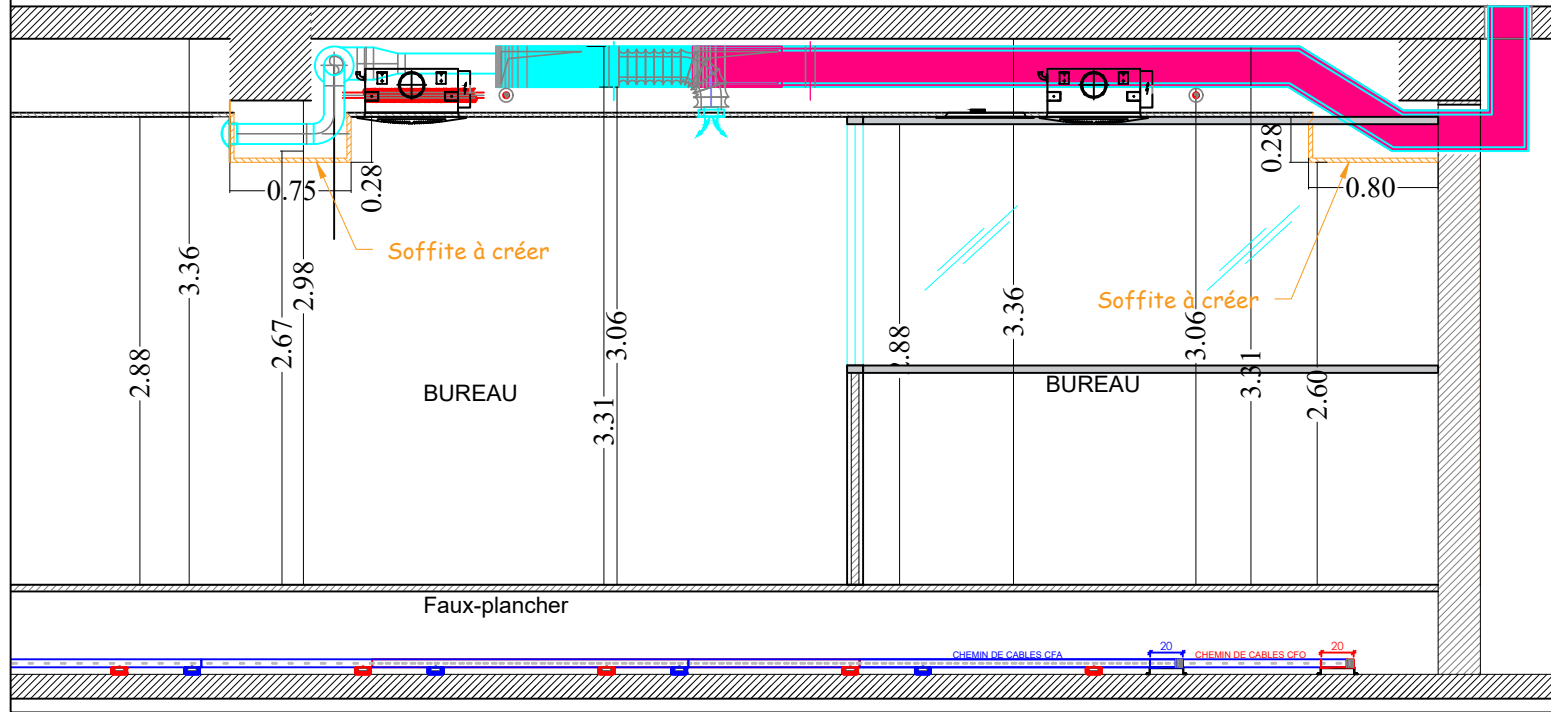 0.75
0.28
0.28
0.80
Soffite à créer
Soffite à créer
2.88
3.36
2.67
2.98
3.31
3.06
2.88
3.36
3.06
3.31
2.60
BUREAU
BUREAU
Faux-plancher
CHEMIN DE CABLES CFA
20
CHEMIN DE CABLES CFO
20